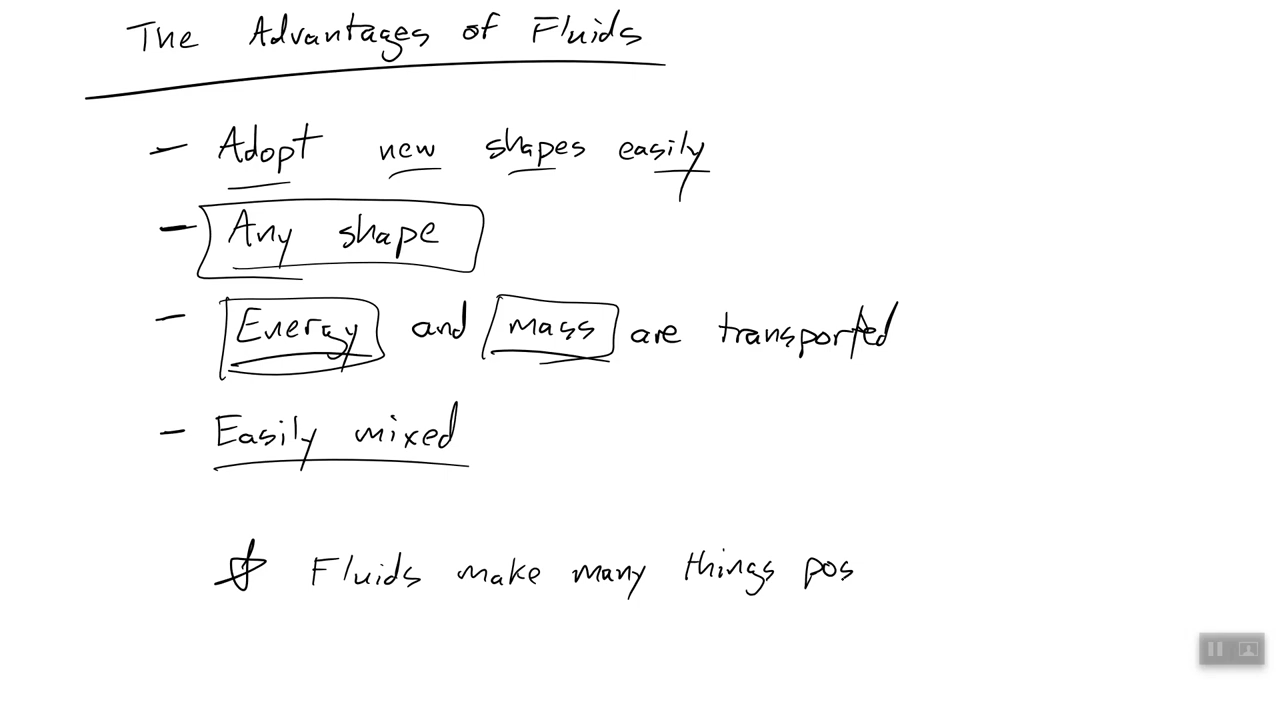 The Advantages of Fluids
- Adopt new shapes easily
- Any shape
- Energy and mass are transported
- Easily mixed
Fluids make many things pos